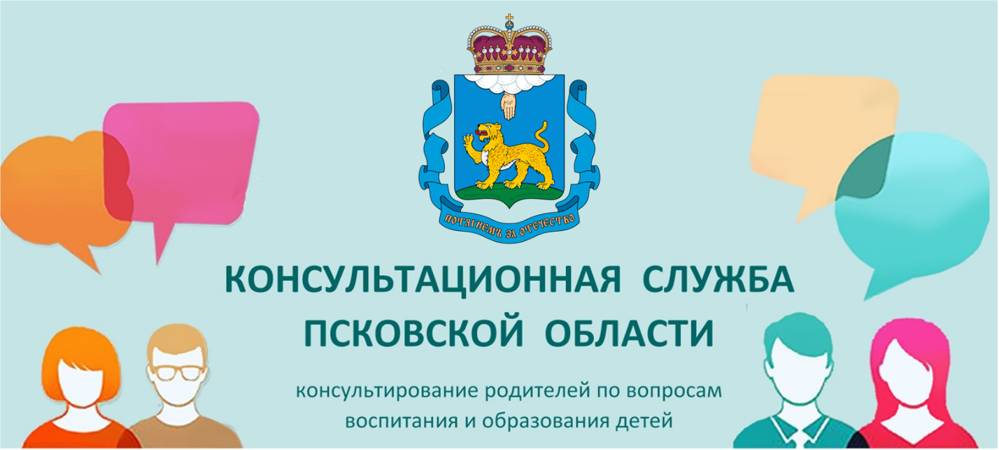 ПОТЯГНЕМЪ ЗА ОТЕЧЕСТВО
КОНСУЛЬТАЦИОННАЯ СЛУЖБА
ПСКОВСКОЙ ОБЛАСТИ
консультирование родителей по вопросам
воспитания и образования детей